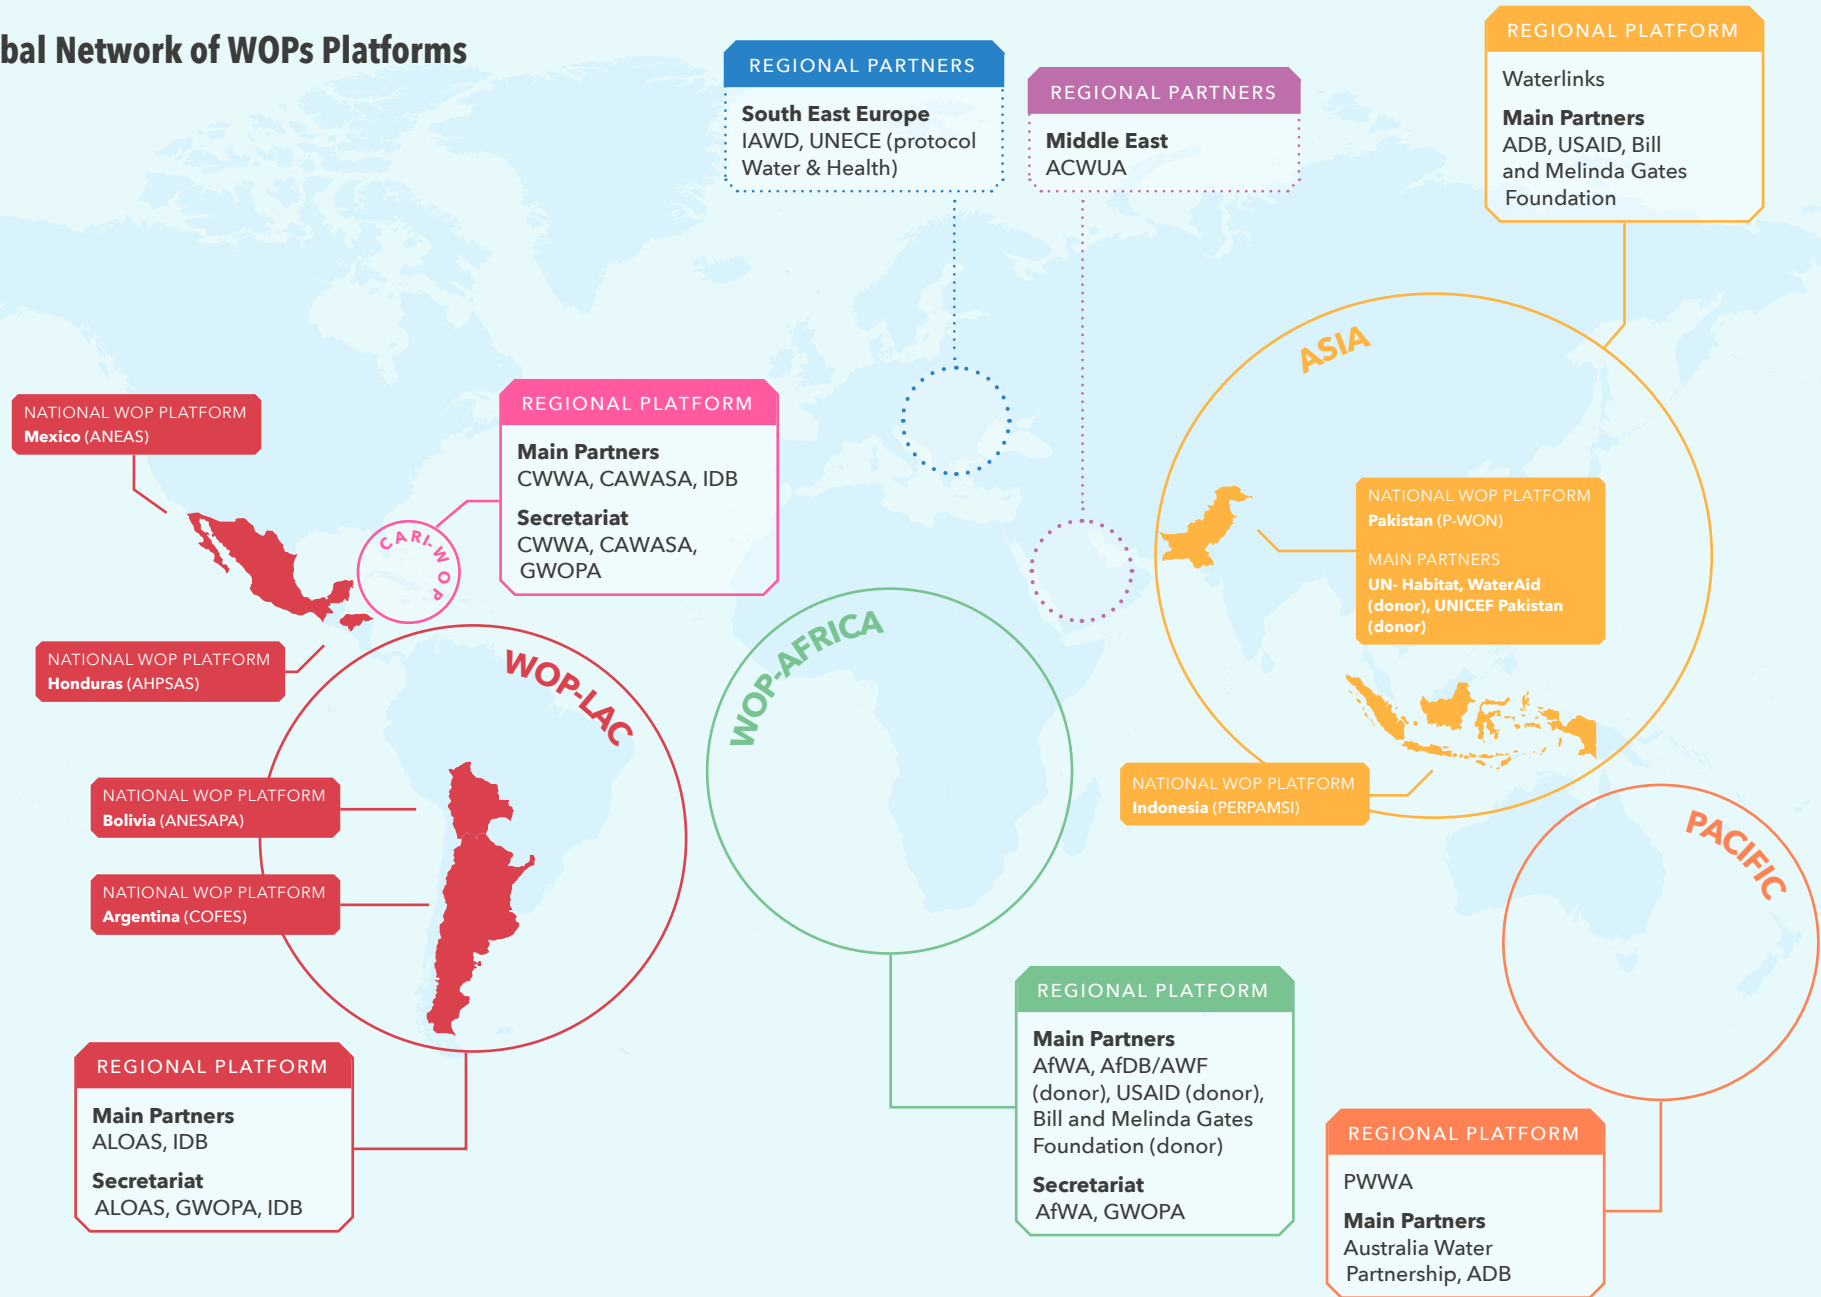 bal Network of WOPs Platforms
REGIONAL PARTNERS
South East Europe
IAWD, UNECE (protocol
Water & Health)
REGIONAL PARTNERS
Middle East
ACWUA
REGIONAL PLATFORM
Waterlinks
Main Partners
ADB, USAID, Bill
and Melinda Gates
Foundation
ASIA
NATIONAL WOP PLATFORM
Mexico (ANEAS)
REGIONAL PLATFORM
Main Partners
CWWA, CAWASA, IDB
Secretariat
CWWA, CAWASA,
GWOPA
CARI-WOP
NATIONAL WOP PLATFORM
Pakistan (P-WON)
MAIN PARTNERS
UN- Habitat, WaterAid
(donor), UNICEF Pakistan
(donor)
NATIONAL WOP PLATFORM
Honduras (AHPSAS)
WOP-LAC
WOP-AFRICA
NATIONAL WOP PLATFORM
Bolivia (ANESAPA)
NATIONAL WOP PLATFORM
Indonesia (PERPAMSI)
PACIFIC
NATIONAL WOP PLATFORM
Argentina (COFES)
REGIONAL PLATFORM
Main Partners
ALOAS, IDB
Secretariat
ALOAS, GWOPA, IDB
REGIONAL PLATFORM
Main Partners
AfWA, AfDB/AWF
(donor), USAID (donor),
Bill and Melinda Gates
Foundation (donor)
Secretariat
AfWA, GWOPA
REGIONAL PLATFORM
PWWA
Main Partners
Australia Water
Partnership, ADB